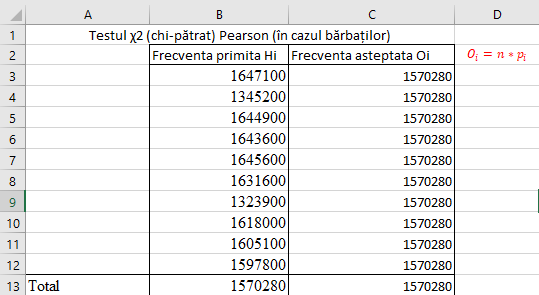 A B C D
1 Testul χ2 (chi-pătrat) Pearson (în cazul bărbaților)
2 Frecventa primita Hi Frecventa asteptata Oi O_i = n * p_i
3 1647100 1570280
4 1345200 1570280
5 1644900 1570280
6 1643600 1570280
7 1645600 1570280
8 1631600 1570280
9 1323900 1570280
10 1618000 1570280
11 1605100 1570280
12 1597800 1570280
13 Total 1570280 1570280